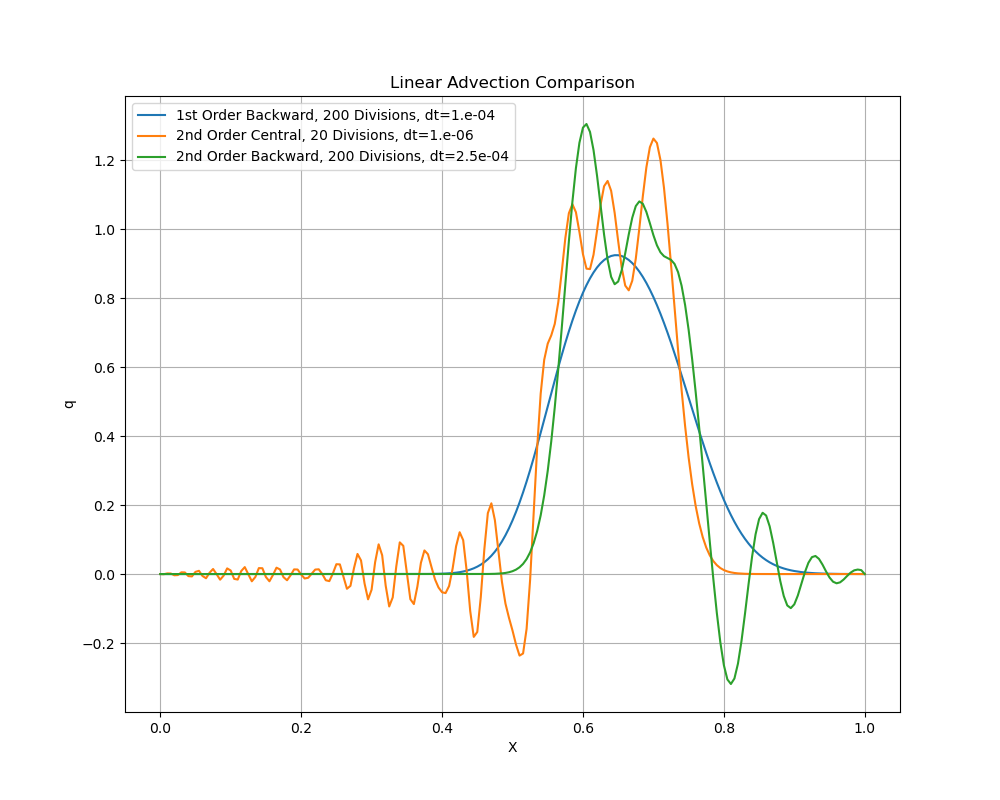 Linear Advection Comparison
1st Order Backward, 200 Divisions, dt=1.e-04
2nd Order Central, 20 Divisions, dt=1.e-06
2nd Order Backward, 200 Divisions, dt=2.5e-04
1.2
1.0
0.8
0.6
0.4
0.2
0.0
−0.2
q
0.0 0.2 0.4 0.6 0.8 1.0
X